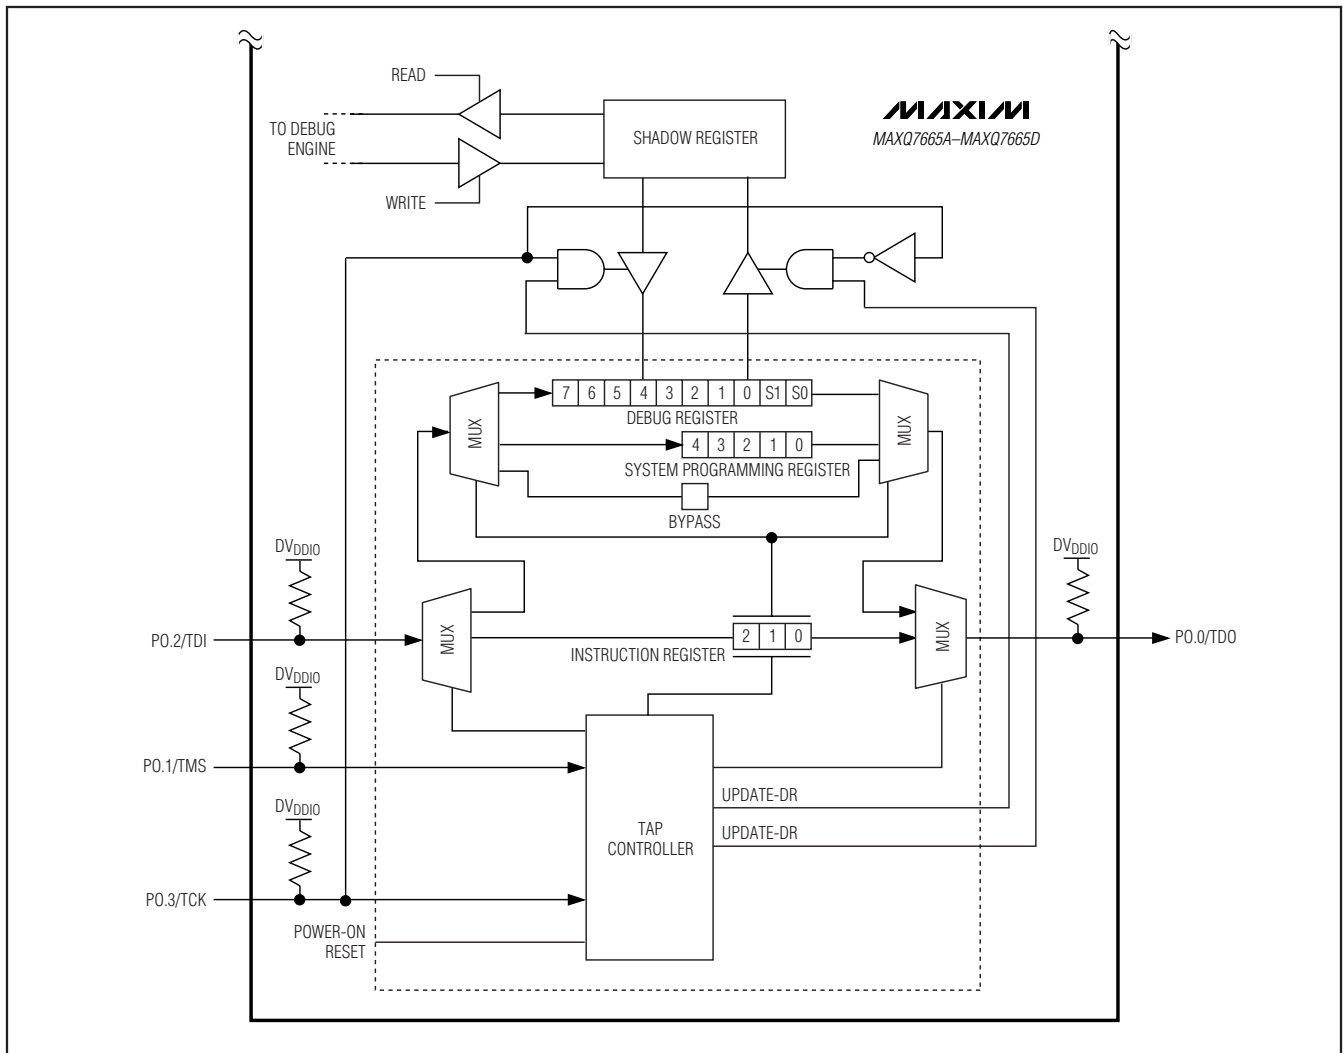 READ
TO DEBUG
ENGINE
WRITE
SHADOW REGISTER
MAXIM
MAXQ7665A–MAXQ7665D
MUX
7 6 5 4 3 2 1 0 S1 S0
DEBUG REGISTER
4 3 2 1 0
SYSTEM PROGRAMMING REGISTER
BYPASS
MUX
DVDDIO
P0.2/TDI
MUX
2 1 0
INSTRUCTION REGISTER
MUX
DVDDIO
P0.0/TDO
DVDDIO
P0.1/TMS
DVDDIO
P0.3/TCK
POWER-ON
RESET
TAP
CONTROLLER
UPDATE-DR
UPDATE-DR